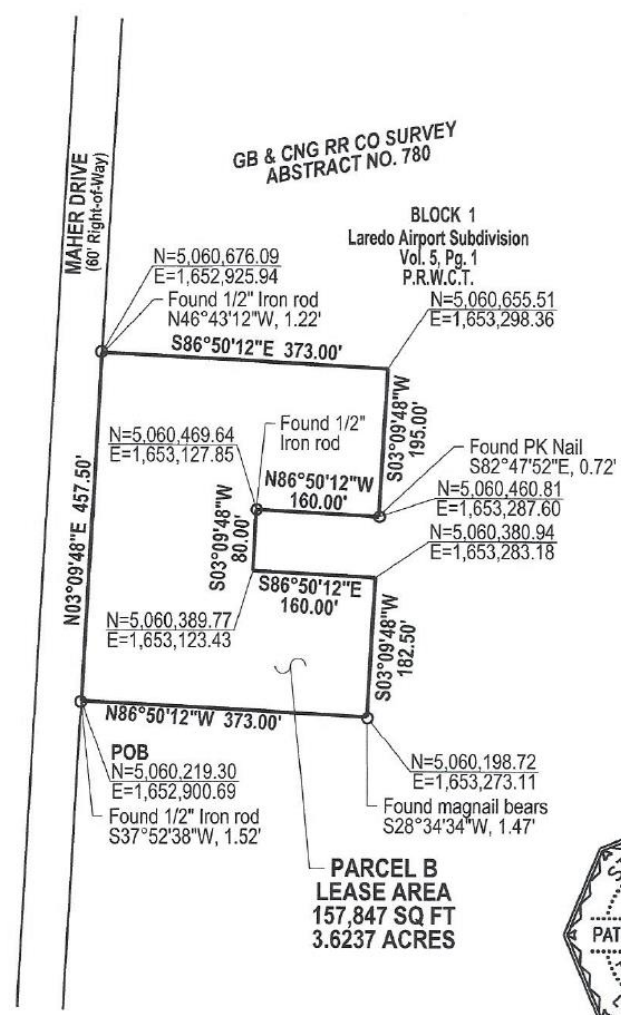 GB & CNG RR CO SURVEY
ABSTRACT NO. 780
MAHER DRIVE
(60' Right-of-Way)
BLOCK 1
Laredo Airport Subdivision
Vol. 5, Pg. 1
P.R.W.C.T.
N=5,060,676.09
E=1,652,925.94
Found 1/2" Iron rod
N46°43'12"W, 1.22'
N=5,060,655.51
E=1,653,298.36
S86°50'12"E 373.00'
S03°09'48"W
195.00'
N=5,060,469.64
E=1,653,127.85
Found 1/2"
Iron rod
Found PK Nail
S82°47'52"E, 0.72'
N86°50'12"W
160.00'
N=5,060,460.81
E=1,653,287.60
N03°09'48"E 457.50'
S03°09'48"W
80.00'
N=5,060,380.94
E=1,653,283.18
S86°50'12"E
160.00'
N=5,060,389.77
E=1,653,123.43
S03°09'48"W
182.50'
N86°50'12"W 373.00'
POB
N=5,060,219.30
E=1,652,900.69
Found 1/2" Iron rod
S37°52'38"W, 1.52'
N=5,060,198.72
E=1,653,273.11
Found magnail bears
S28°34'34"W, 1.47'
PARCEL B
LEASE AREA
157,847 SQ FT
3.6237 ACRES
PAT